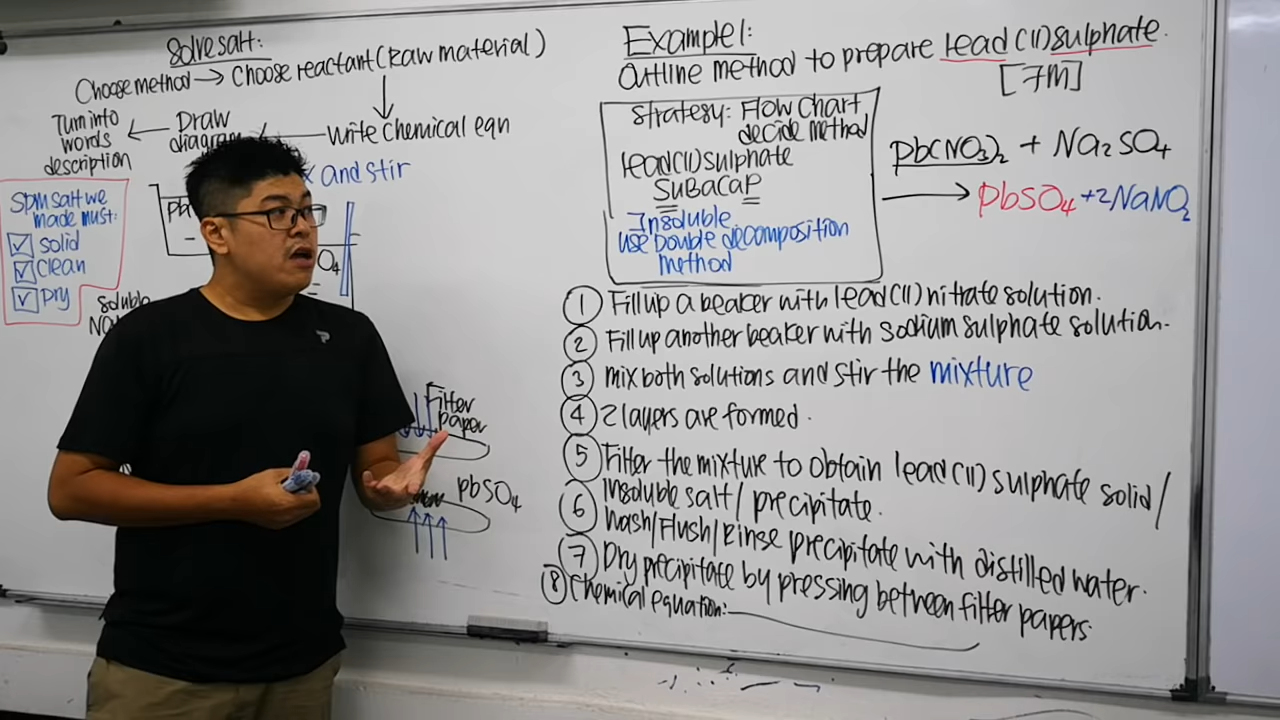 Solve salt:
Choose method → Choose reactant (Raw material)
↓
Write Chemical eqn
← Draw diagram
← Turn into words description
SPM salt we made must:
☑ solid
☑ clean
☑ Dry
and stir
Pb
O4
soluble
Filter paper
PbSO4
Example 1:
Outline method to prepare lead (II) sulphate.
[7M]
Strategy: Flow Chart
decide method
lead (II) sulphate
SUBACAP
Insoluble
Use Double decomposition
method
Pb(NO3)2 + Na2SO4
→ PbSO4 + 2NaNO2
① Fill up a beaker with lead (II) nitrate solution.
② Fill up another beaker with sodium sulphate solution.
③ mix both solutions and stir the mixture
④ 2 layers are formed.
⑤ Filter the mixture to obtain lead (II) sulphate solid/
insoluble salt/precipitate.
⑥ Wash/Flush/Rinse precipitate with distilled water.
⑦ Dry precipitate by pressing between filter papers
⑧ Chemical equation: